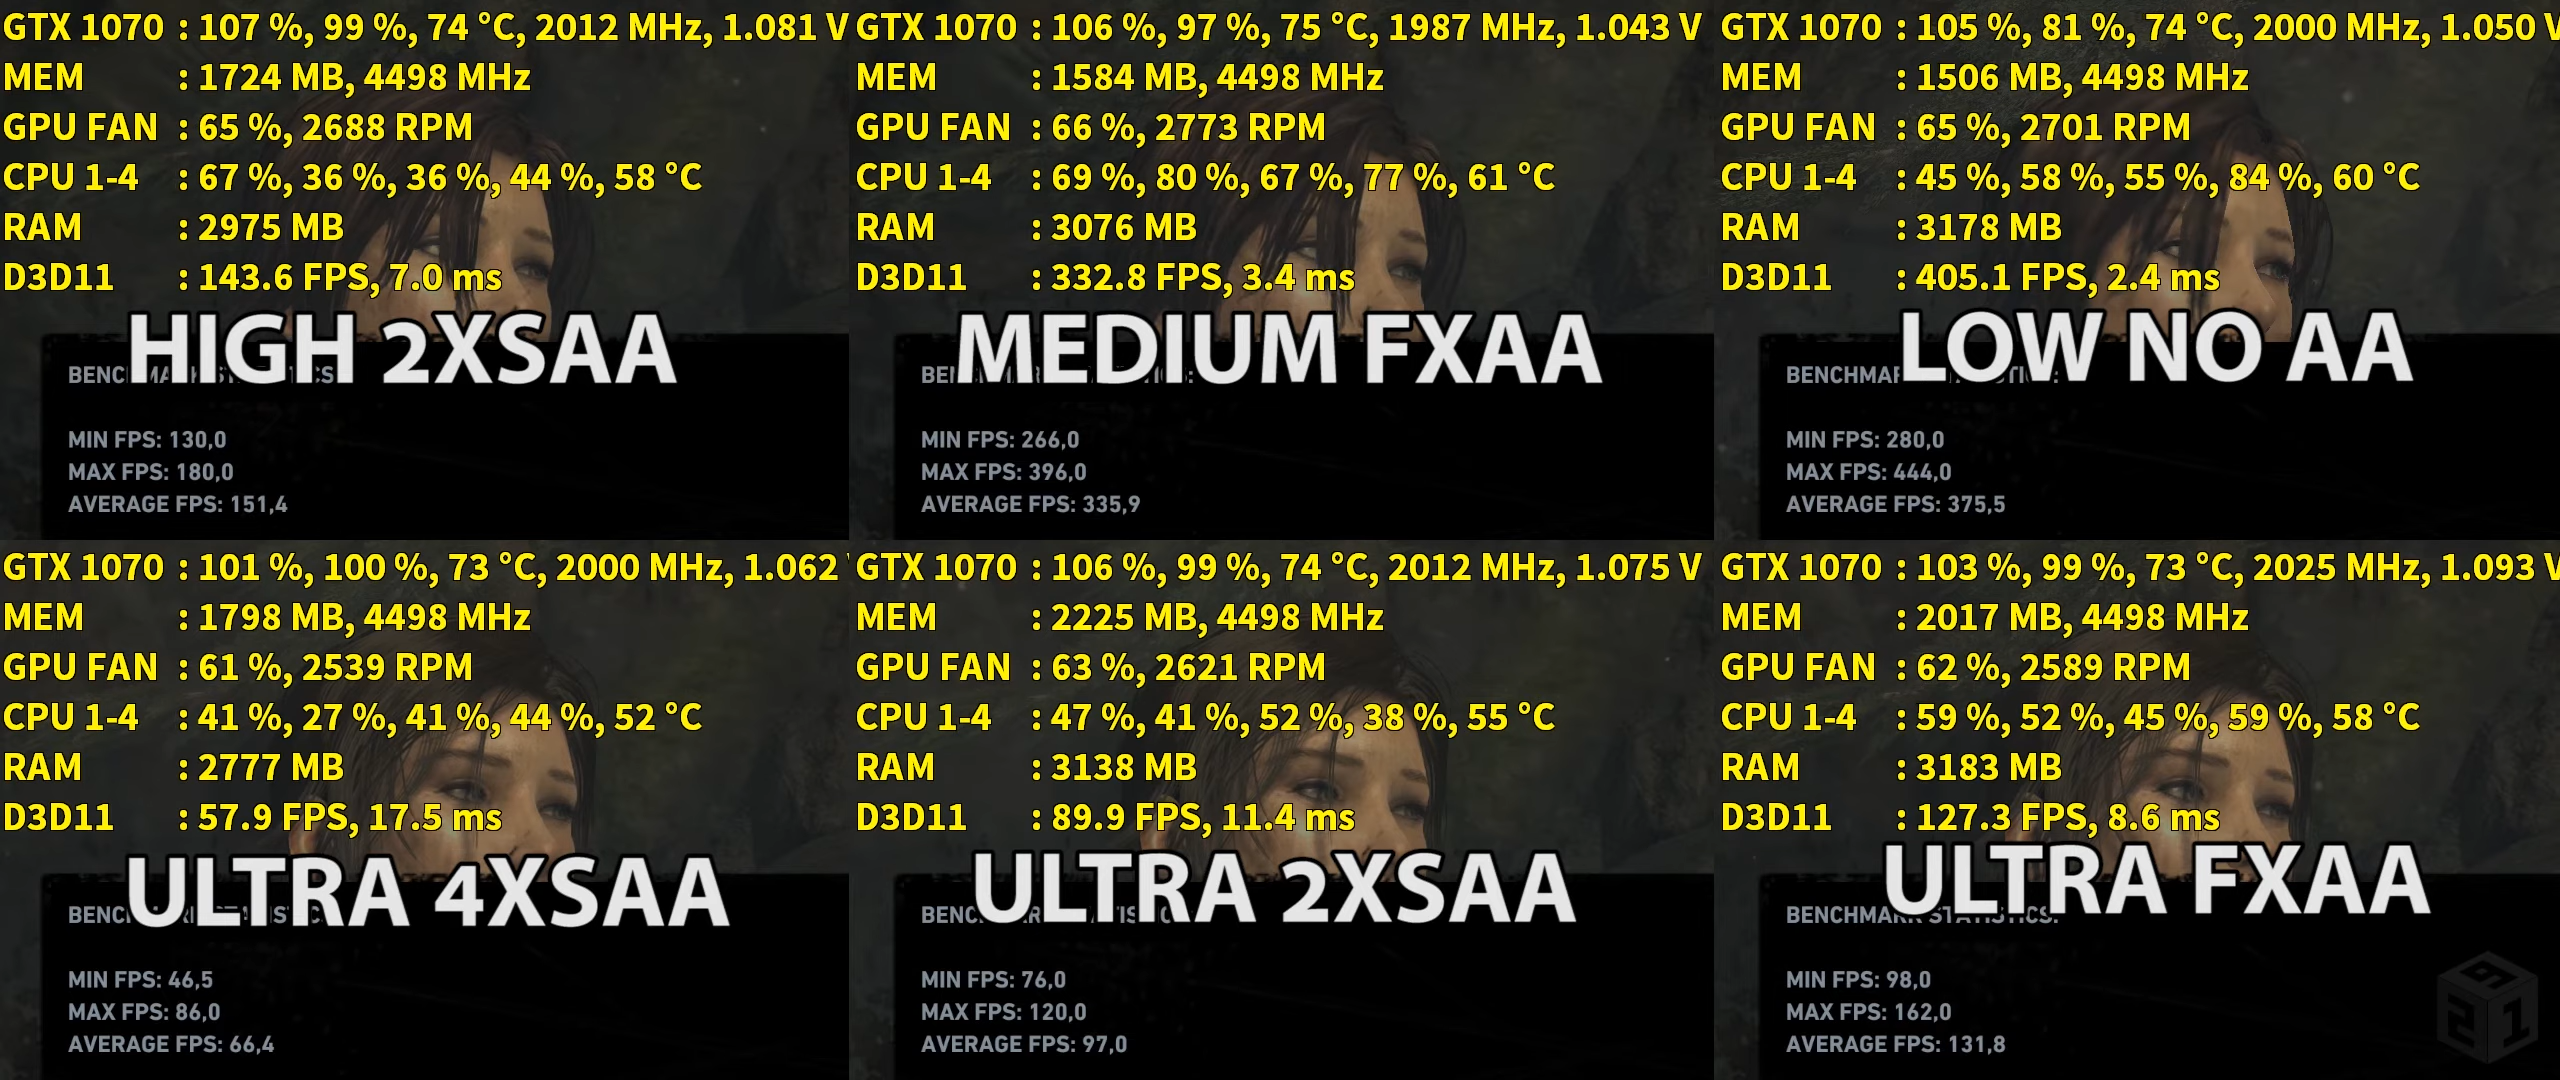 GTX 1070 : 107 %, 99 %, 74 °C, 2012 MHz, 1.081 V
MEM : 1724 MB, 4498 MHz
GPU FAN : 65 %, 2688 RPM
CPU 1-4 : 67 %, 36 %, 36 %, 44 %, 58 °C
RAM : 2975 MB
D3D11 : 143.6 FPS, 7.0 ms
HIGH 2XSAA
MIN FPS: 130,0
MAX FPS: 180,0
AVERAGE FPS: 151,4
GTX 1070 : 106 %, 97 %, 75 °C, 1987 MHz, 1.043 V
MEM : 1584 MB, 4498 MHz
GPU FAN : 66 %, 2773 RPM
CPU 1-4 : 69 %, 80 %, 67 %, 77 %, 61 °C
RAM : 3076 MB
D3D11 : 332.8 FPS, 3.4 ms
MEDIUM FXAA
MIN FPS: 266,0
MAX FPS: 396,0
AVERAGE FPS: 335,9
GTX 1070 : 105 %, 81 %, 74 °C, 2000 MHz, 1.050 V
MEM : 1506 MB, 4498 MHz
GPU FAN : 65 %, 2701 RPM
CPU 1-4 : 45 %, 58 %, 55 %, 84 %, 60 °C
RAM : 3178 MB
D3D11 : 405.1 FPS, 2.4 ms
LOW NO AA
MIN FPS: 280,0
MAX FPS: 444,0
AVERAGE FPS: 375,5
GTX 1070 : 101 %, 100 %, 73 °C, 2000 MHz, 1.062
MEM : 1798 MB, 4498 MHz
GPU FAN : 61 %, 2539 RPM
CPU 1-4 : 41 %, 27 %, 41 %, 44 %, 52 °C
RAM : 2777 MB
D3D11 : 57.9 FPS, 17.5 ms
ULTRA 4XSAA
MIN FPS: 46,5
MAX FPS: 86,0
AVERAGE FPS: 66,4
GTX 1070 : 106 %, 99 %, 74 °C, 2012 MHz, 1.075 V
MEM : 2225 MB, 4498 MHz
GPU FAN : 63 %, 2621 RPM
CPU 1-4 : 47 %, 41 %, 52 %, 38 %, 55 °C
RAM : 3138 MB
D3D11 : 89.9 FPS, 11.4 ms
ULTRA 2XSAA
MIN FPS: 76,0
MAX FPS: 120,0
AVERAGE FPS: 97,0
GTX 1070 : 103 %, 99 %, 73 °C, 2025 MHz, 1.093 V
MEM : 2017 MB, 4498 MHz
GPU FAN : 62 %, 2589 RPM
CPU 1-4 : 59 %, 52 %, 45 %, 59 %, 58 °C
RAM : 3183 MB
D3D11 : 127.3 FPS, 8.6 ms
ULTRA FXAA
BENCHMARK STATISTICS:
MIN FPS: 98,0
MAX FPS: 162,0
AVERAGE FPS: 131,8